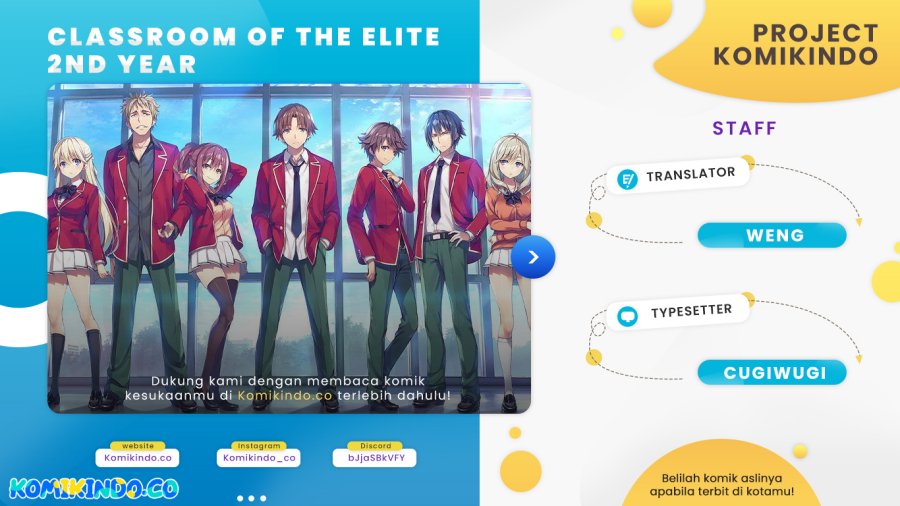 CLASSROOM OF THE ELITE
2ND YEAR
Dukung kami dengan membaca komik
kesukaanmu di Komikindo.co terlebih dahulu!
website
Komikindo.co
Instagram
Komikindo_co
Discord
bJjaSBkVFY
KOMIKINDO.CO
PROJECT
KOMIKINDO
STAFF
TRANSLATOR
WENG
TYPESETTER
CUGIWUGI
Belilah komik aslinya
apabila terbit di kotamu!